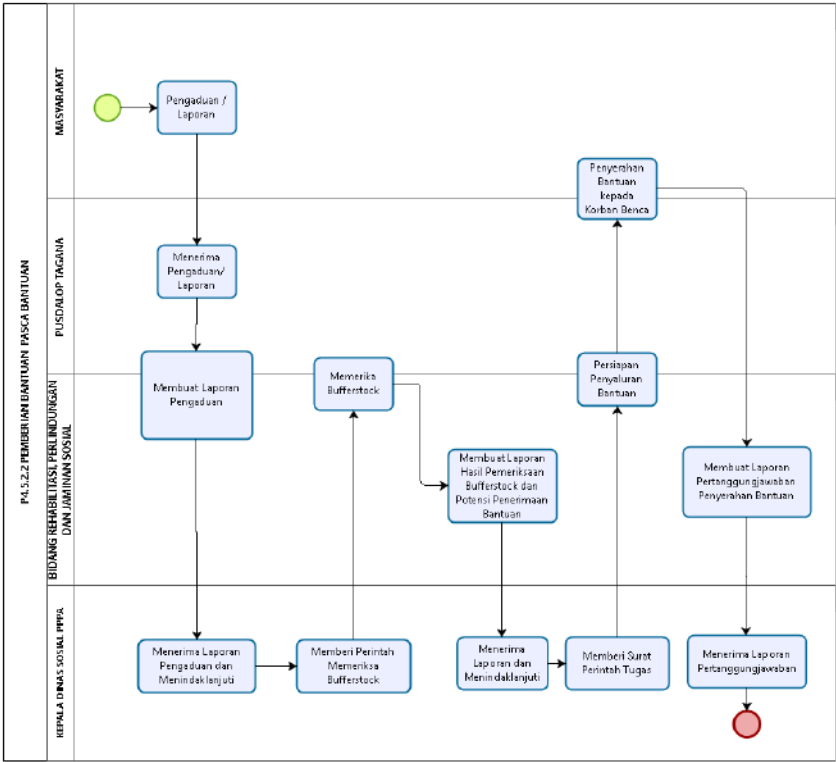 P4.5.2.2 PEMBERIAN BANTUAN PASCA BANTUAN
MASYARAKAT
Pengaduan /
Laporan
Penyerahan
Bantuan
kepada
Korban Benca
PUSDALOP TAGANA
Menerima
Pengaduan/
Laporan
Membuat Laporan
Pengaduan
Memerika
Bufferstock
Persiapan
Penyaluran
Bantuan
BIDANG REHABILITASI, PERLINDUNGAN
DAN JAMINAN SOSIAL
Membuat Laporan
Hasil Pemeriksaan
Bufferstock dan
Potensi Penerimaan
Bantuan
Membuat Laporan
Pertanggungjawaban
Penyerahan Bantuan
KEPALA DINAS SOSIAL PPPA
Menerima Laporan
Pengaduan dan
Menindaklanjuti
Memberi Perintah
Memeriksa
Bufferstock
Menerima
Laporan dan
Menindaklanjuti
Memberi Surat
Perintah Tugas
Menerima Laporan
Pertanggungjawaban